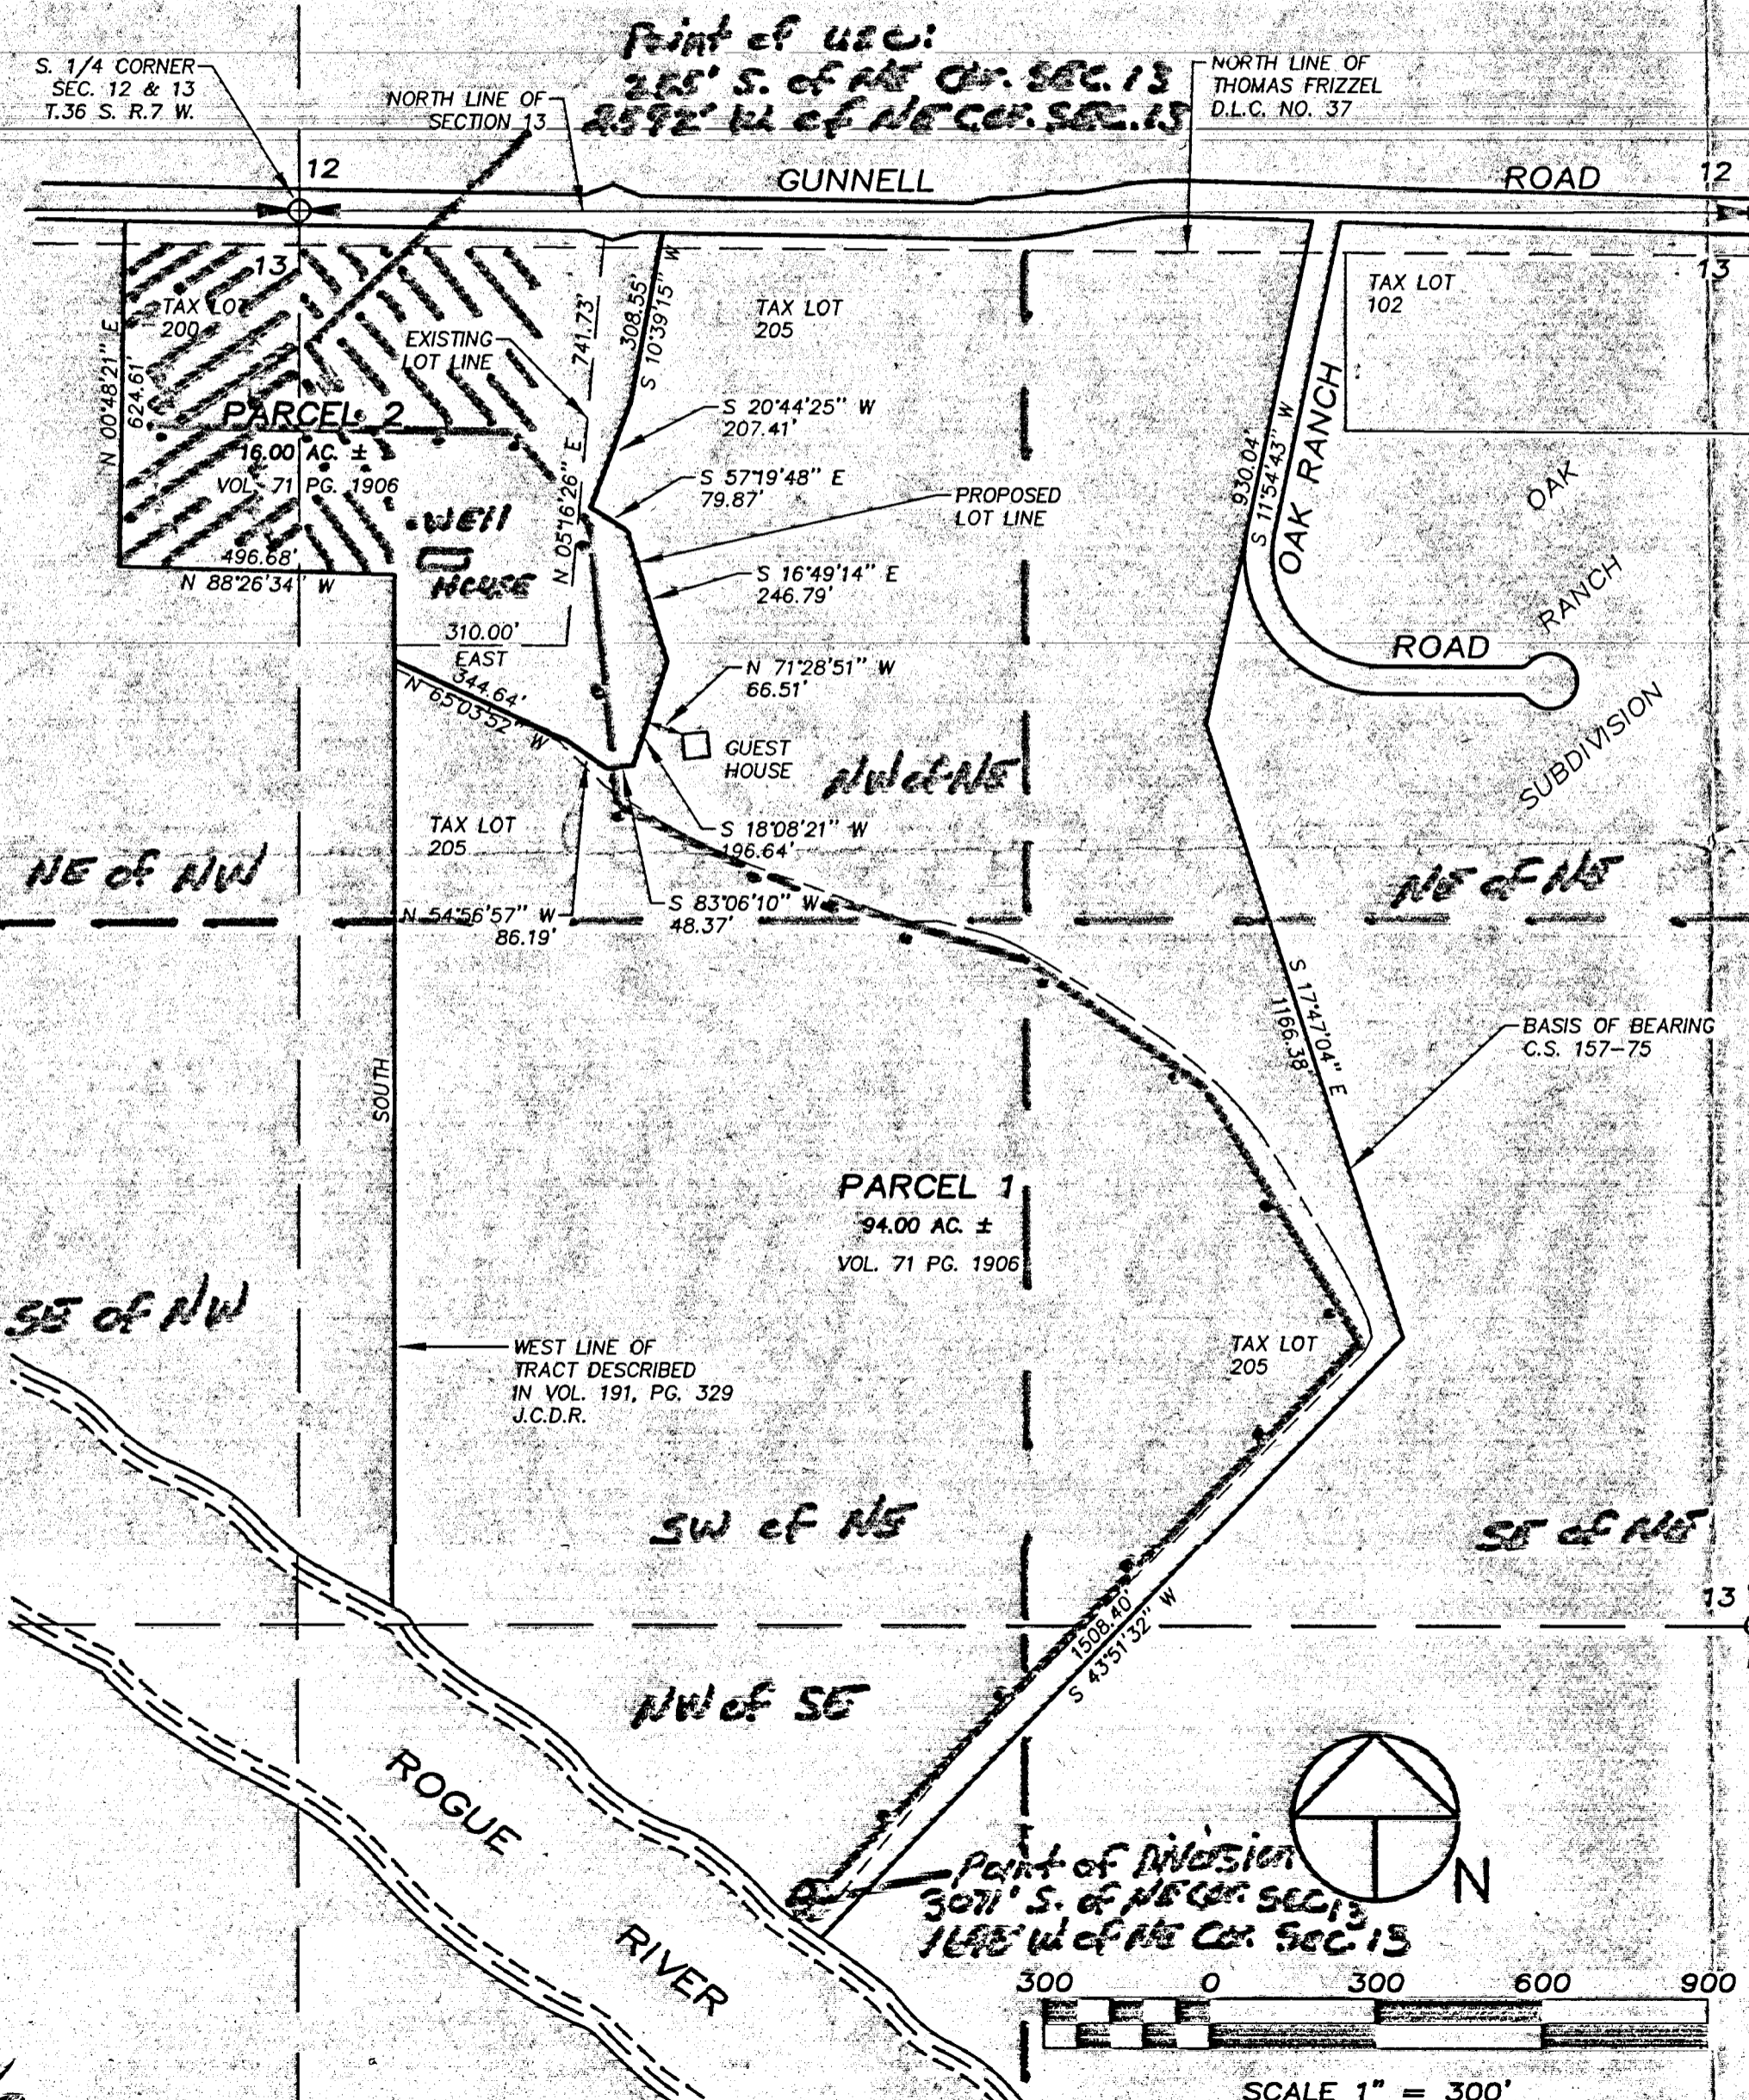 Point of use:
S. of NE Cor. SEC. 13
2592' W of NE Cor. SEC. 13
S. 1/4 CORNER
SEC. 12 & 13
T.36 S. R.7 W.
NORTH LINE OF
SECTION 13
NORTH LINE OF
THOMAS FRIZZEL
D.L.C. NO. 37
12
GUNNELL
ROAD
12
13
13
TAX LOT
200
EXISTING
LOT LINE
741.73'
308.55'
S 10°39'15" W
TAX LOT
205
TAX LOT
102
N 00°48'21" E
624.61'
PARCEL 2
16.00 AC. ±
VOL. 71 PG. 1906
S 20°44'25" W
207.41'
S 57°19'48" E
79.87'
PROPOSED
LOT LINE
930.04'
S 11°54'43" W
OAK RANCH
OAK
RANCH
SUBDIVISION
ROAD
N 05°16'26" E
.WEll
HOUSE
496.68'
N 88°26'34" W
S 16°49'14" E
246.79'
310.00'
EAST
344.64'
N 65°03'52" W
N 71°28'51" W
66.51'
GUEST
HOUSE
NW of NE
TAX LOT
205
S 18°08'21" W
196.64'
NE of NW
NE of NE
N 54°56'57" W
86.19'
S 83°06'10" W
48.37'
S 17°47'04" E
1166.38'
BASIS OF BEARING
C.S. 157-75
SOUTH
PARCEL 1
94.00 AC. ±
VOL. 71 PG. 1906
SE of NW
WEST LINE OF
TRACT DESCRIBED
IN VOL. 191, PG. 329
J.C.D.R.
TAX LOT
205
SW of NE
SE of NE
13
1508.40'
S 43°51'32" W
NW of SE
ROGUE
RIVER
Point of Division
3071' S. of NE Cor. SEC 13
W of NE Cor. Sec. 13
N
300 0 300 600 900
SCALE 1" = 300'